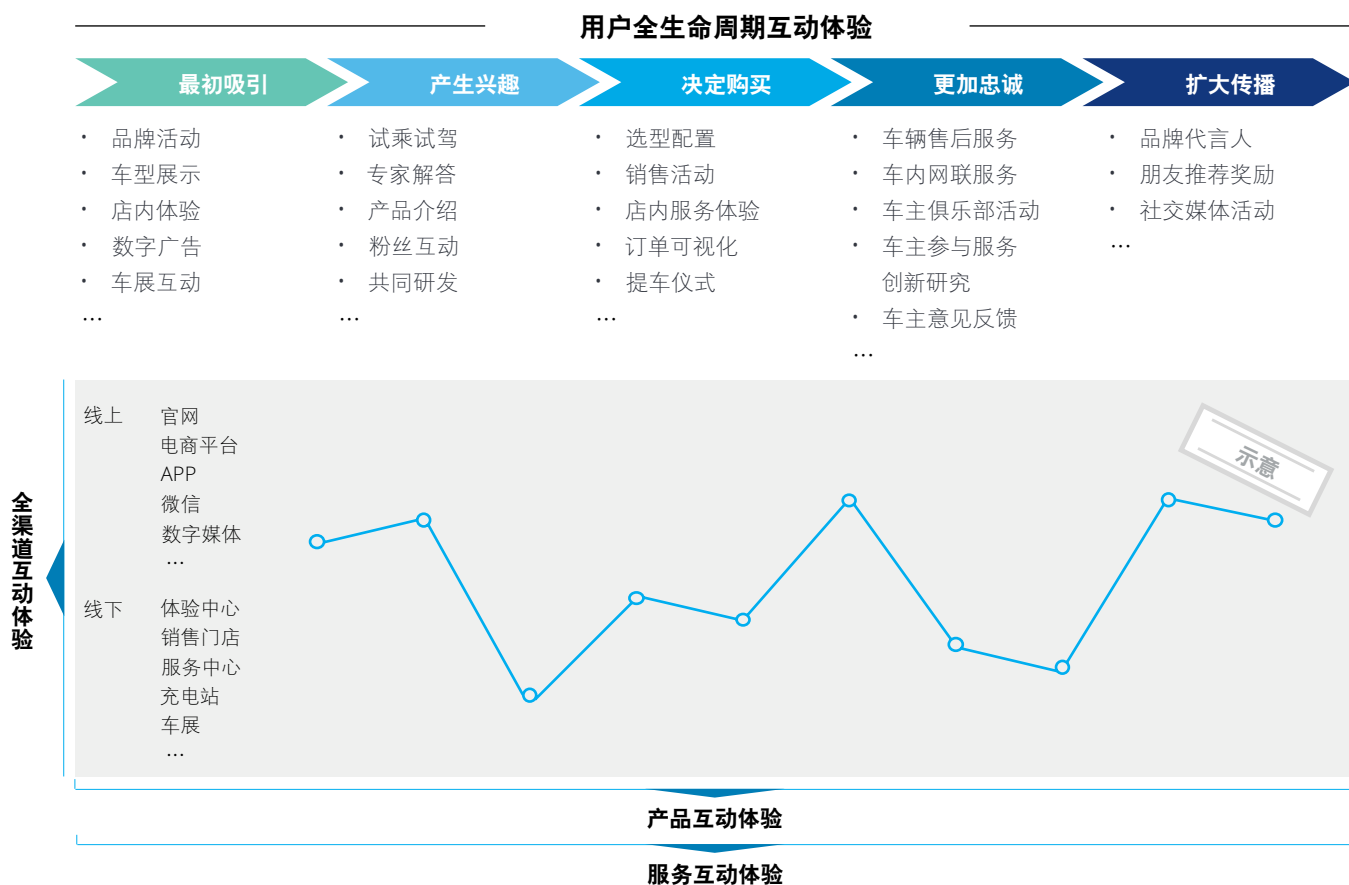 用户全生命周期互动体验
最初吸引
产生兴趣
决定购买
更加忠诚
扩大传播
• 品牌活动
• 车型展示
• 店内体验
• 数字广告
• 车展互动
…
• 试乘试驾
• 专家解答
• 产品介绍
• 粉丝互动
• 共同研发
…
• 选型配置
• 销售活动
• 店内服务体验
• 订单可视化
• 提车仪式
…
• 车辆售后服务
• 车内网联服务
• 车主俱乐部活动
• 车主参与服务
创新研究
• 车主意见反馈
…
• 品牌代言人
• 朋友推荐奖励
• 社交媒体活动
…
全渠道互动体验
线上
官网
电商平台
APP
微信
数字媒体
…
线下
体验中心
销售门店
服务中心
充电站
车展
…
示意
产品互动体验
服务互动体验